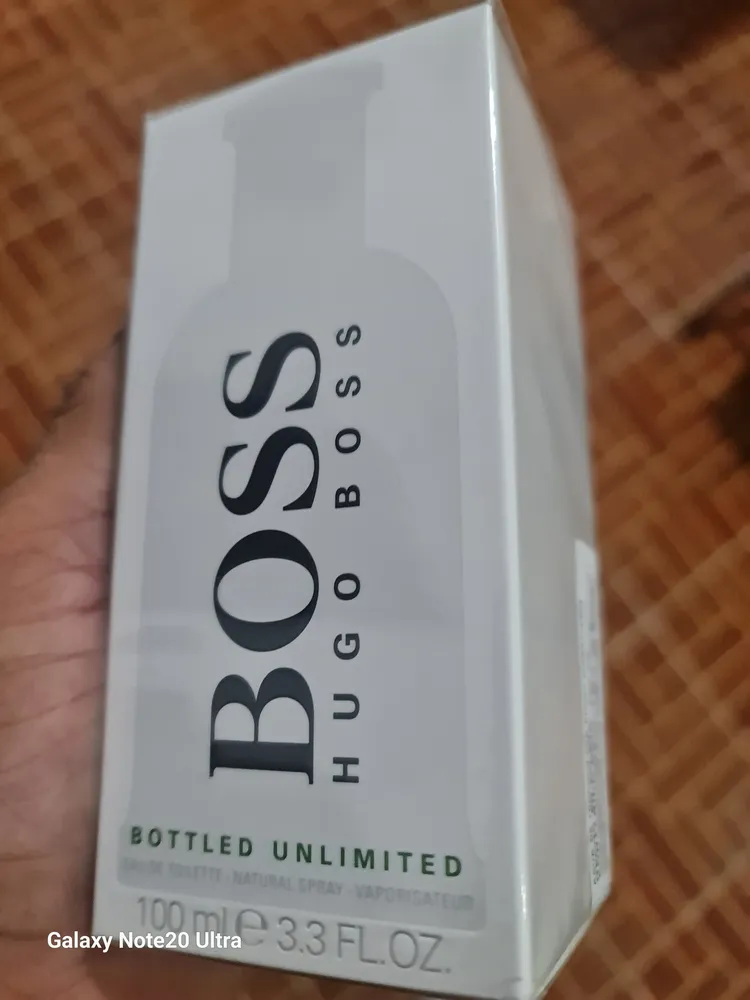 BOSS
HUGO BOSS
BOTTLED UNLIMITED
EAU DE TOILETTE · NATURAL SPRAY · VAPORISATEUR
100 ml ℮ 3.3 FL.OZ.
Galaxy Note20 Ultra